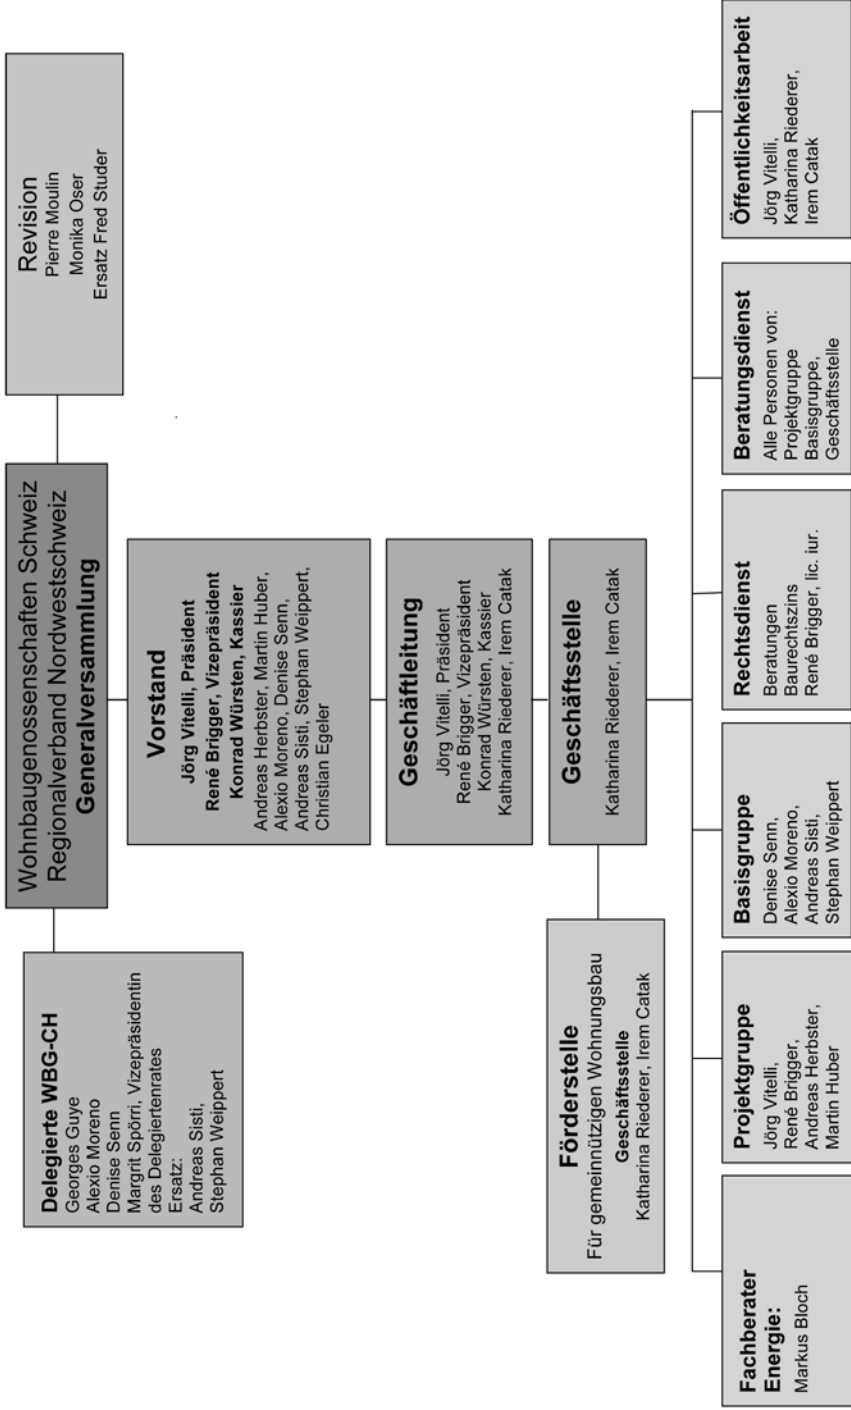 Wohnbaugenossenschaften Schweiz
Regionalverband Nordwestschweiz
Generalversammlung
Delegierte WBG-CH
Georges Guye
Alexio Moreno
Denise Senn
Margrit Spörri, Vizepräsidentin
des Delegiertenrates
Ersatz:
Andreas Sisti,
Stephan Weippert
Revision
Pierre Moulin
Monika Oser
Ersatz Fred Studer
Vorstand
Jörg Vitelli, Präsident
René Brigger, Vizepräsident
Konrad Würsten, Kassier
Andreas Herbster, Martin Huber,
Alexio Moreno, Denise Senn,
Andreas Sisti, Stephan Weippert,
Christian Egeler
Geschäftleitung
Jörg Vitelli, Präsident
René Brigger, Vizepräsident
Konrad Würsten, Kassier
Katharina Riederer, Irem Catak
Förderstelle
Für gemeinnützigen Wohnungsbau
Geschäftsstelle
Katharina Riederer, Irem Catak
Geschäftsstelle
Katharina Riederer, Irem Catak
Fachberater
Energie:
Markus Bloch
Projektgruppe
Jörg Vitelli,
René Brigger,
Andreas Herbster,
Martin Huber
Basisgruppe
Denise Senn,
Alexio Moreno,
Andreas Sisti,
Stephan Weippert
Rechtsdienst
Beratungen
Baurechtszins
René Brigger, lic. iur.
Beratungsdienst
Alle Personen von:
Projektgruppe
Basisgruppe,
Geschäftsstelle
Öffentlichkeitsarbeit
Jörg Vitelli,
Katharina Riederer,
Irem Catak